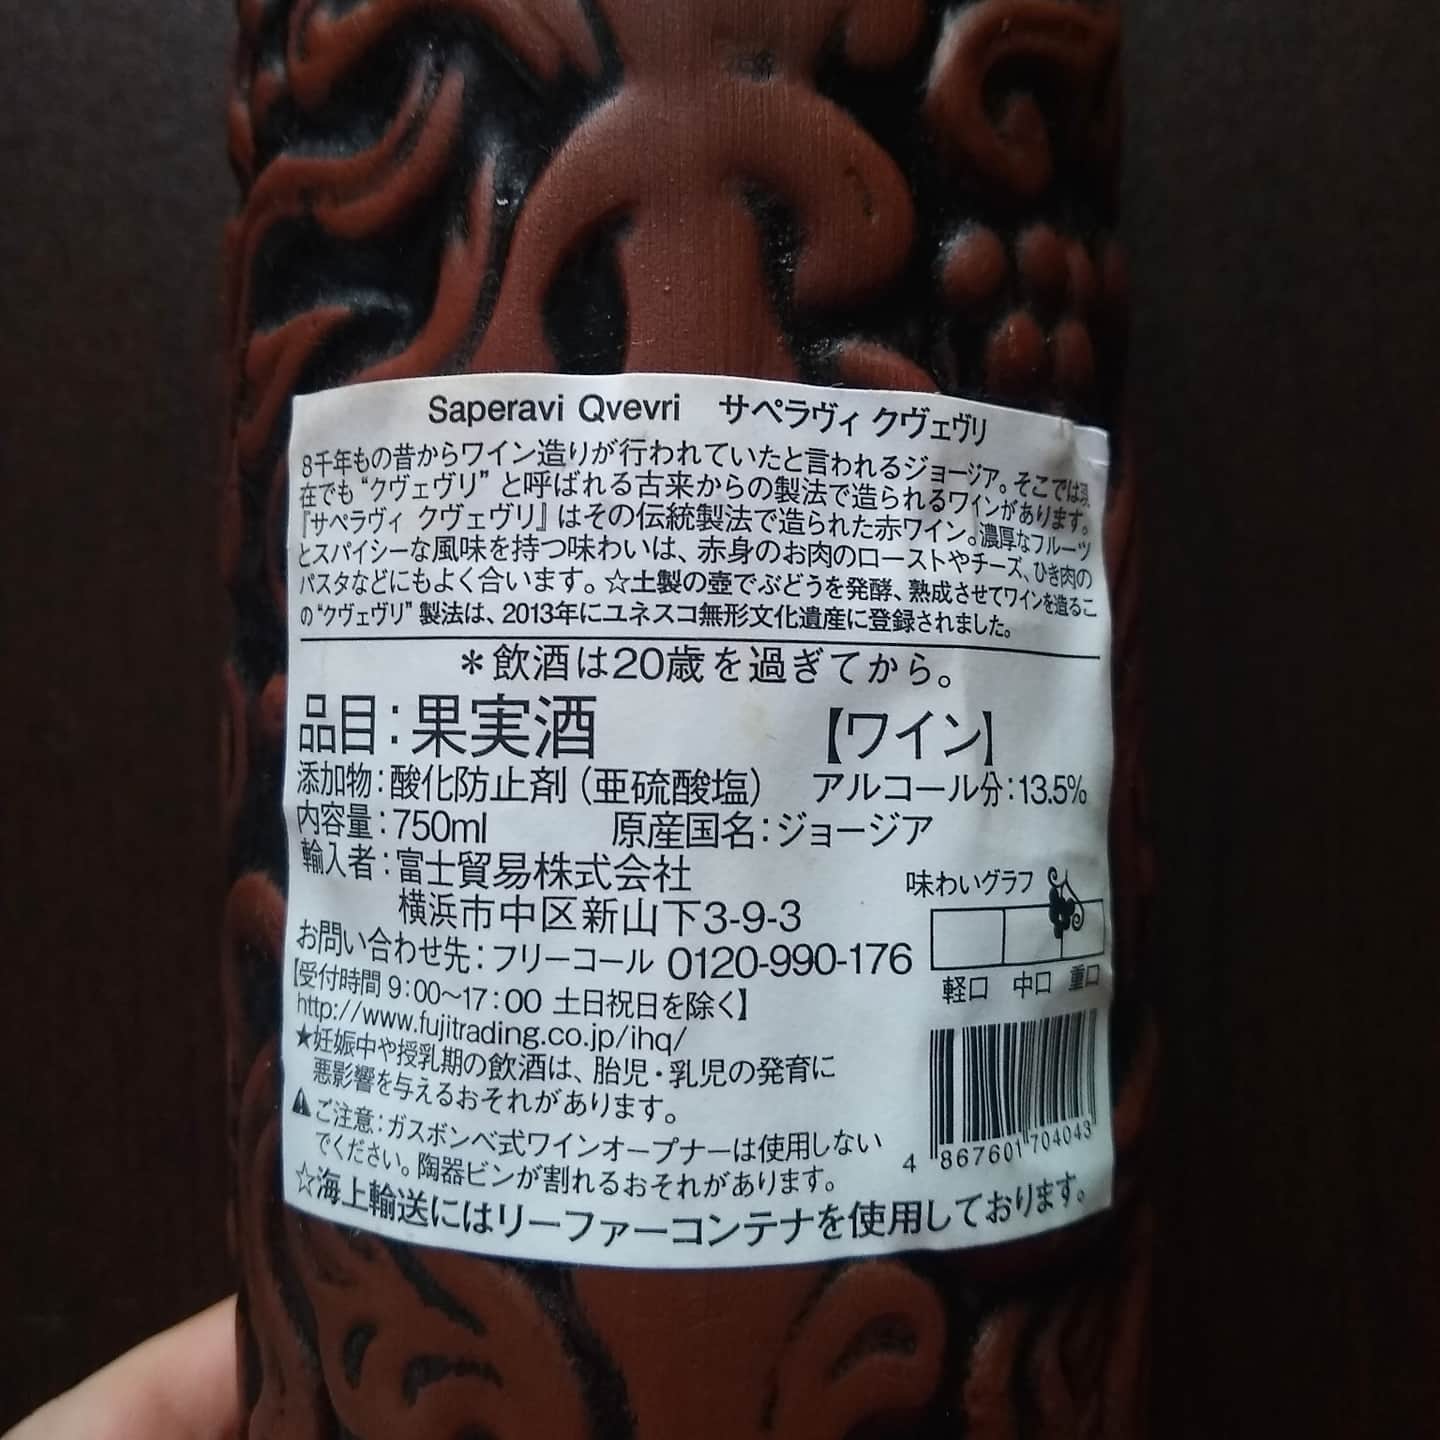 Saperavi Qvevri サペラヴィ クヴェヴリ
8千年もの昔からワイン造りが行われていたと言われるジョージア。そこでは現
在でも“クヴェヴリ”と呼ばれる古来からの製法で造られるワインがあります。
『サペラヴィ クヴェヴリ』はその伝統製法で造られた赤ワイン。濃厚なフルーツ
とスパイシーな風味を持つ味わいは、赤身のお肉のローストやチーズ、ひき肉の
パスタなどにもよく合います。☆土製の壺でぶどうを発酵、熟成させてワインを造るこ
の“クヴェヴリ”製法は、2013年にユネスコ無形文化遺産に登録されました。
＊飲酒は20歳を過ぎてから。
品目：果実酒 【ワイン】
添加物：酸化防止剤（亜硫酸塩） アルコール分：13.5%
内容量：750ml 原産国名：ジョージア
輸入者：富士貿易株式会社
横浜市中区新山下3-9-3
味わいグラフ
軽口 中口 重口
お問い合わせ先：フリーコール 0120-990-176
【受付時間 9：00〜17：00 土日祝日を除く】
http://www.fujitrading.co.jp/ihq/
★妊娠中や授乳期の飲酒は、胎児・乳児の発育に
悪影響を与えるおそれがあります。
⚠ご注意：ガスボンベ式ワインオープナーは使用しない
でください。陶器ビンが割れるおそれがあります。
4 867601 704043
☆海上輸送にはリーファーコンテナを使用しております。